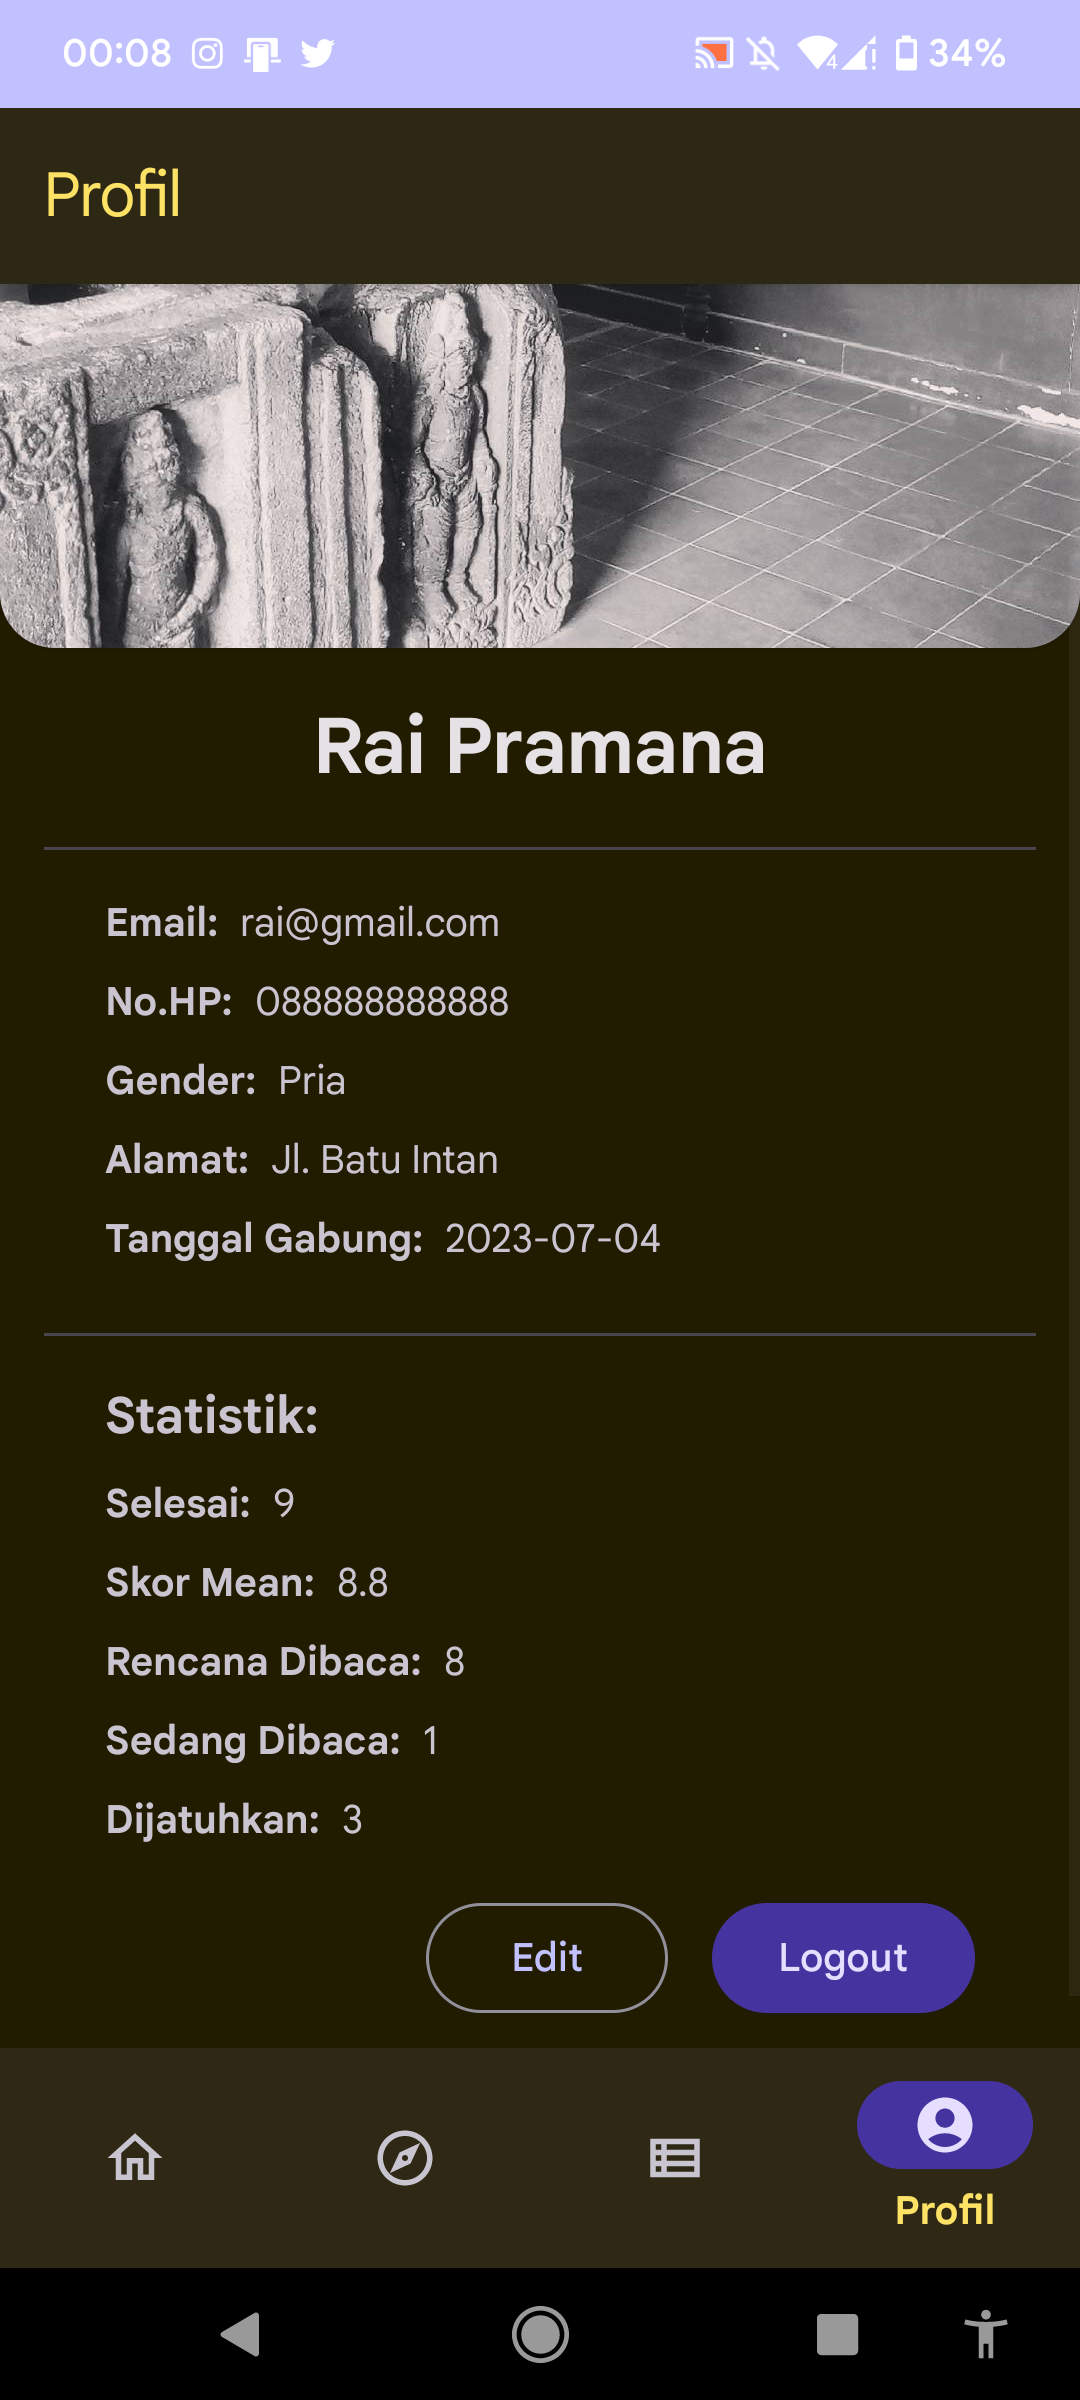 00:08 34%
Profil
Rai Pramana
Email: rai@gmail.com
No.HP: 088888888888
Gender: Pria
Alamat: Jl. Batu Intan
Tanggal Gabung: 2023-07-04
Statistik:
Selesai: 9
Skor Mean: 8.8
Rencana Dibaca: 8
Sedang Dibaca: 1
Dijatuhkan: 3
Edit Logout
Profil